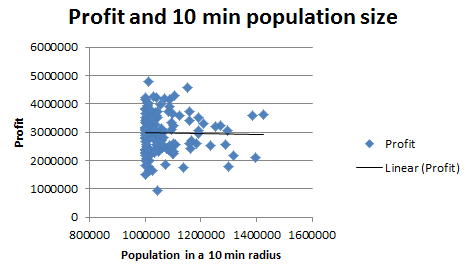 Profit and 10 min population size
6000000
5000000
4000000
3000000
2000000
1000000
0
Profit
800000 1000000 1200000 1400000 1600000
Population in a 10 min radius
Profit
Linear (Profit)